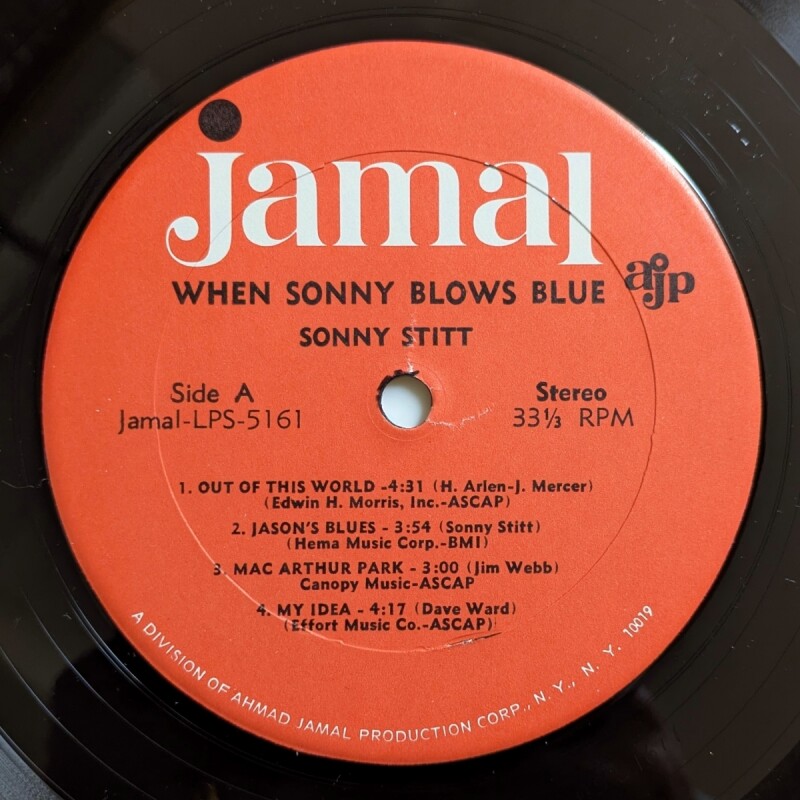 jamal
ajp
WHEN SONNY BLOWS BLUE
SONNY STITT
Side A
Jamal-LPS-5161
Stereo
33⅓ RPM
1. OUT OF THIS WORLD -4:31 (H. Arlen-J. Mercer)
(Edwin H. Morris, Inc.-ASCAP)
2. JASON'S BLUES - 3:54 (Sonny Stitt)
(Hema Music Corp.-BMI)
3. MAC ARTHUR PARK - 3:00 (Jim Webb)
Canopy Music-ASCAP
4. MY IDEA - 4:17 (Dave Ward)
(Effort Music Co.-ASCAP)
A DIVISION OF AHMAD JAMAL PRODUCTION CORP., N. Y., N. Y. 10019